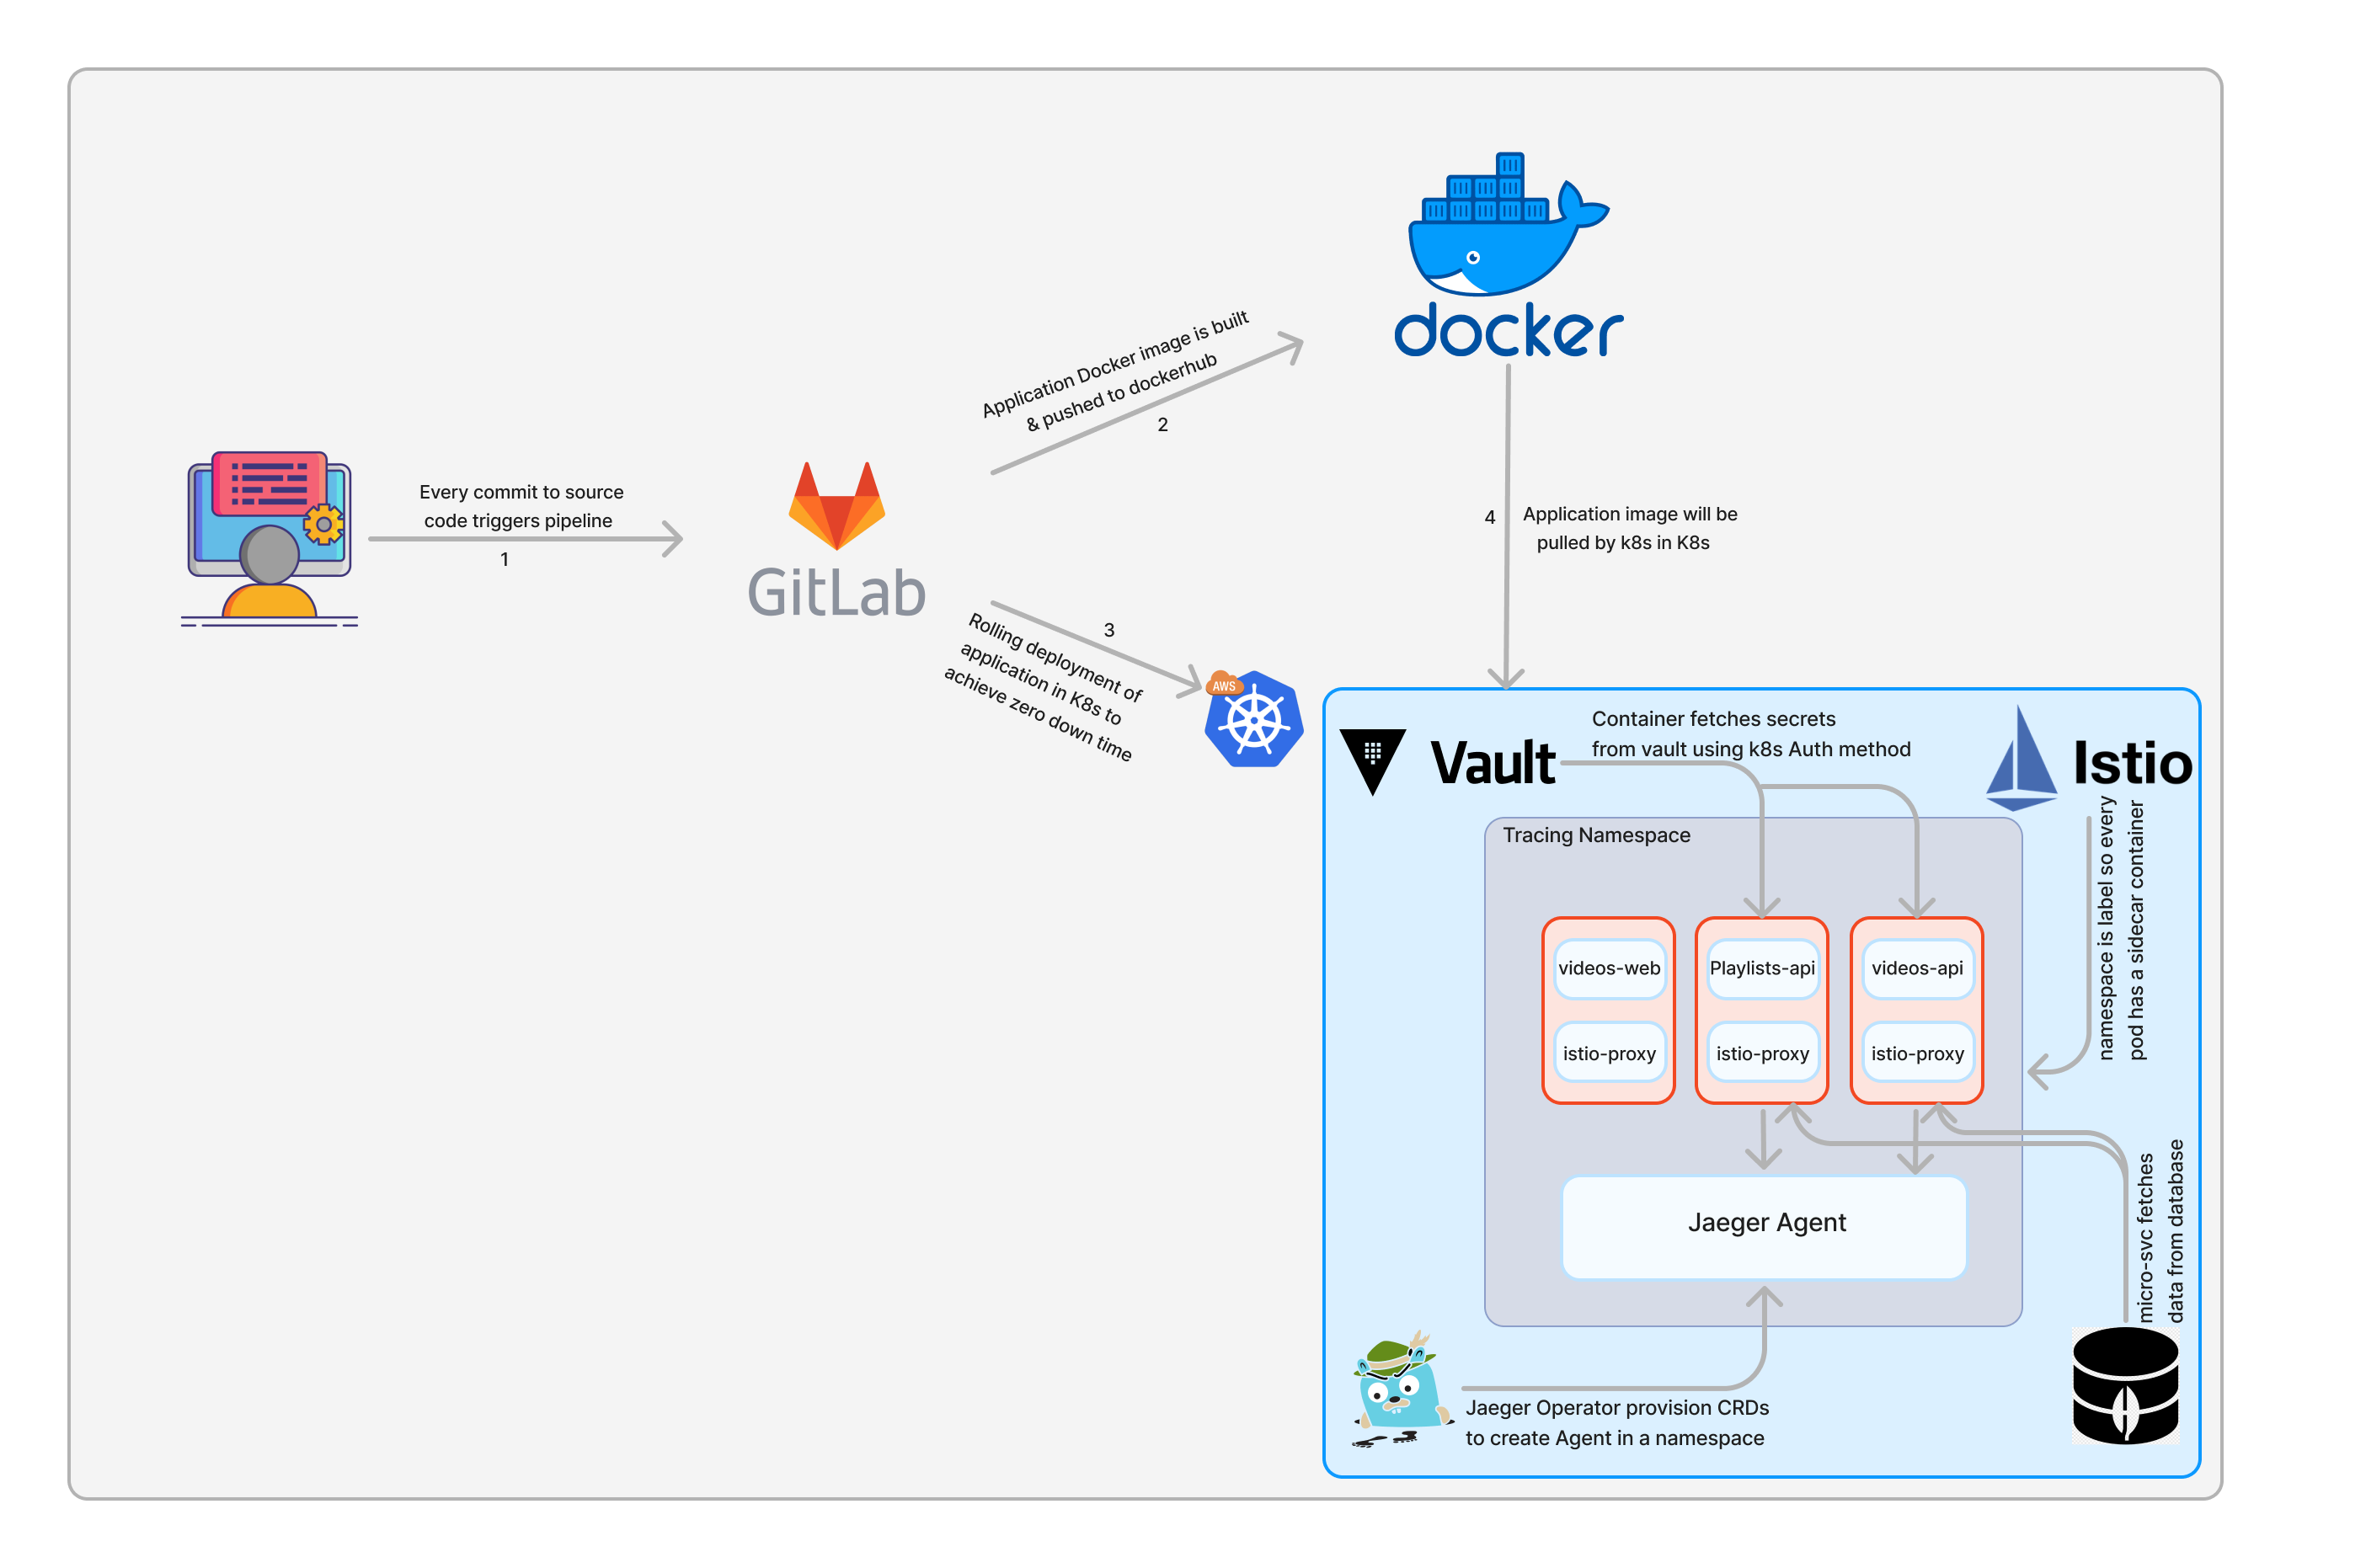 docker
Application Docker image is built
& pushed to dockerhub
2
Every commit to source
code triggers pipeline
1
GitLab
3
Rolling deployment of
application in K8s to
achieve zero down time
AWS
4
Application image will be
pulled by k8s in K8s
Vault
Container fetches secrets
from vault using k8s Auth method
Istio
namespace is label so every
pod has a sidecar container
Tracing Namespace
videos-web
Playlists-api
videos-api
istio-proxy
istio-proxy
istio-proxy
Jaeger Agent
micro-svc fetches
data from database
Jaeger Operator provision CRDs
to create Agent in a namespace